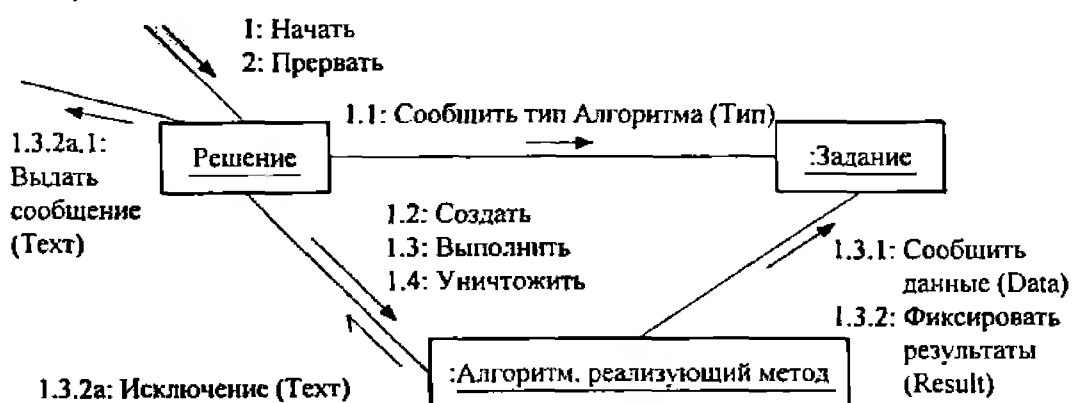 1: Начать
2: Прервать
1.1: Сообщить тип Алгоритма (Тип)
1.3.2a.1:
Выдать
сообщение
(Текст)
Решение
:Задание
1.2: Создать
1.3: Выполнить
1.4: Уничтожить
1.3.1: Сообщить
данные (Data)
1.3.2: Фиксировать
результаты
(Result)
:Алгоритм, реализующий метод
1.3.2a: Исключение (Текст)